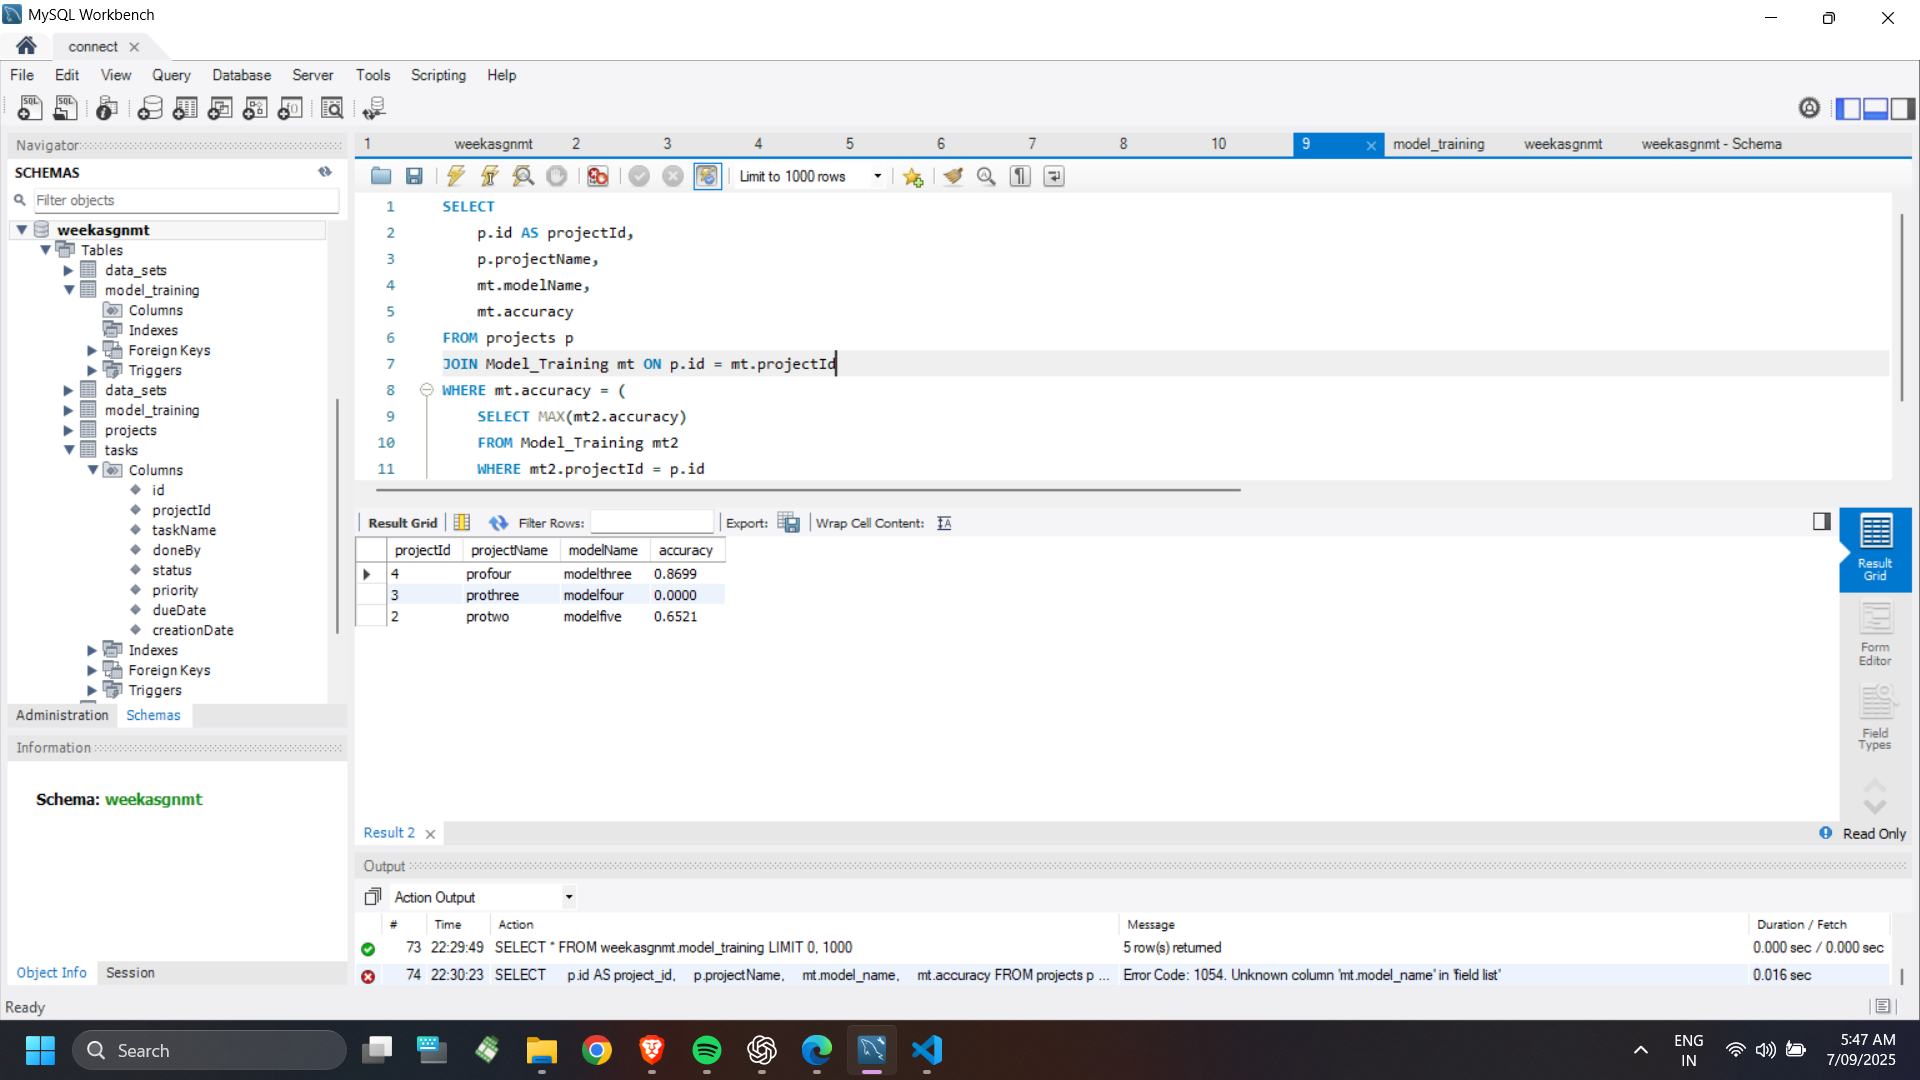 MySQL Workbench
connect
File Edit View Query Database Server Tools Scripting Help
Navigator
SCHEMAS
Filter objects
weekasgnmt
Tables
data_sets
model_training
Columns
Indexes
Foreign Keys
Triggers
data_sets
model_training
projects
tasks
Columns
id
projectId
taskName
doneBy
status
priority
dueDate
creationDate
Indexes
Foreign Keys
Triggers
Administration Schemas
Information
Schema: weekasgnmt
Object Info Session
Ready
1 weekasgnmt 2 3 4 5 6 7 8 10 9 model_training weekasgnmt weekasgnmt - Schema
Limit to 1000 rows
1 SELECT
2 p.id AS projectId,
3 p.projectName,
4 mt.modelName,
5 mt.accuracy
6 FROM projects p
7 JOIN Model_Training mt ON p.id = mt.projectId
8 WHERE mt.accuracy = (
9 SELECT MAX(mt2.accuracy)
10 FROM Model_Training mt2
11 WHERE mt2.projectId = p.id
Result Grid Filter Rows: Export: Wrap Cell Content:
projectId projectName modelName accuracy
4 profour modelthree 0.8699
3 prothree modelfour 0.0000
2 protwo modelfive 0.6521
Result
Grid
Form
Editor
Field
Types
Result 2
Read Only
Output
Action Output
# Time Action Message Duration / Fetch
73 22:29:49 SELECT * FROM weekasgnmt.model_training LIMIT 0, 1000 5 row(s) returned 0.000 sec / 0.000 sec
74 22:30:23 SELECT p.id AS project_id, p.projectName, mt.model_name, mt.accuracy FROM projects p ... Error Code: 1054. Unknown column 'mt.model_name' in 'field list' 0.016 sec
Search
ENG
IN
5:47 AM
7/09/2025